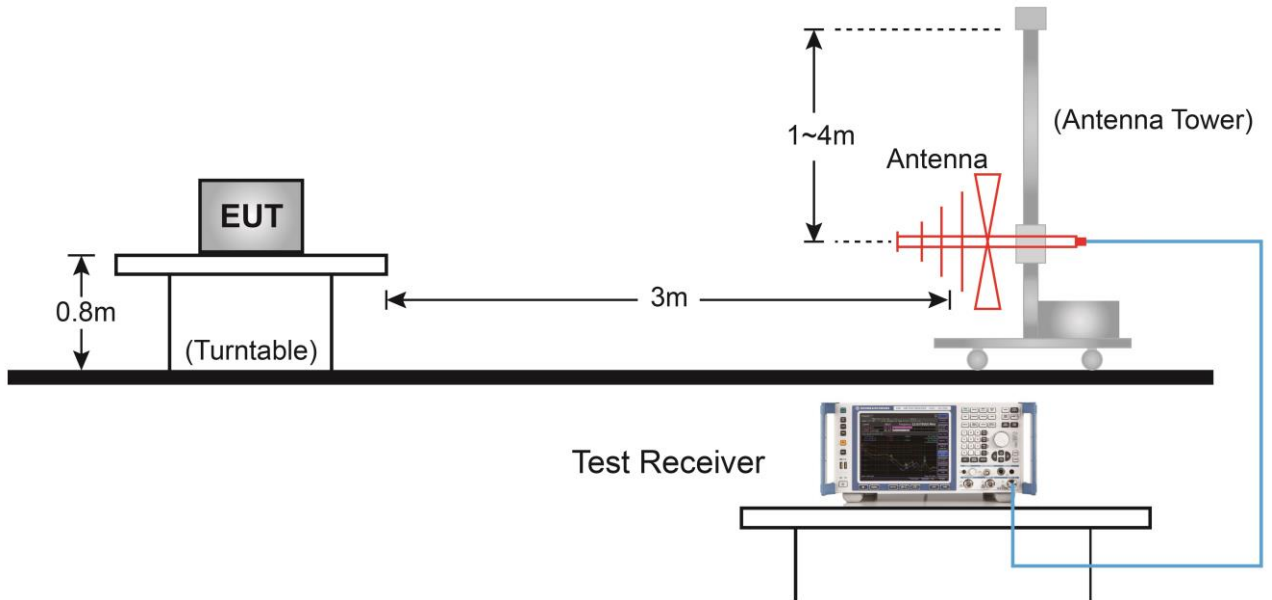 1~4m
(Antenna Tower)
Antenna
EUT
0.8m
3m
(Turntable)
Test Receiver